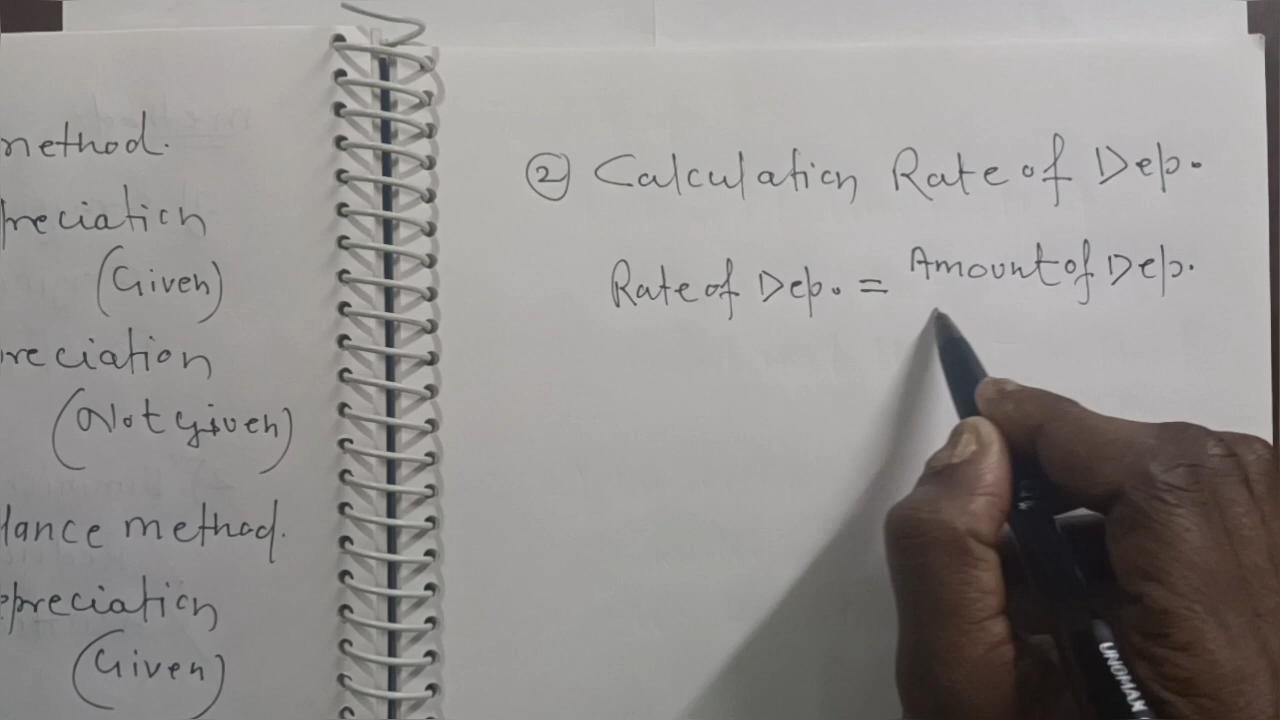 method.
preciation
(Given)
reciation
(Not given)
lance method.
preciation
(Given)
② Calculation Rate of Dep.
Rate of Dep. = Amount of Dep.
UNOMAX